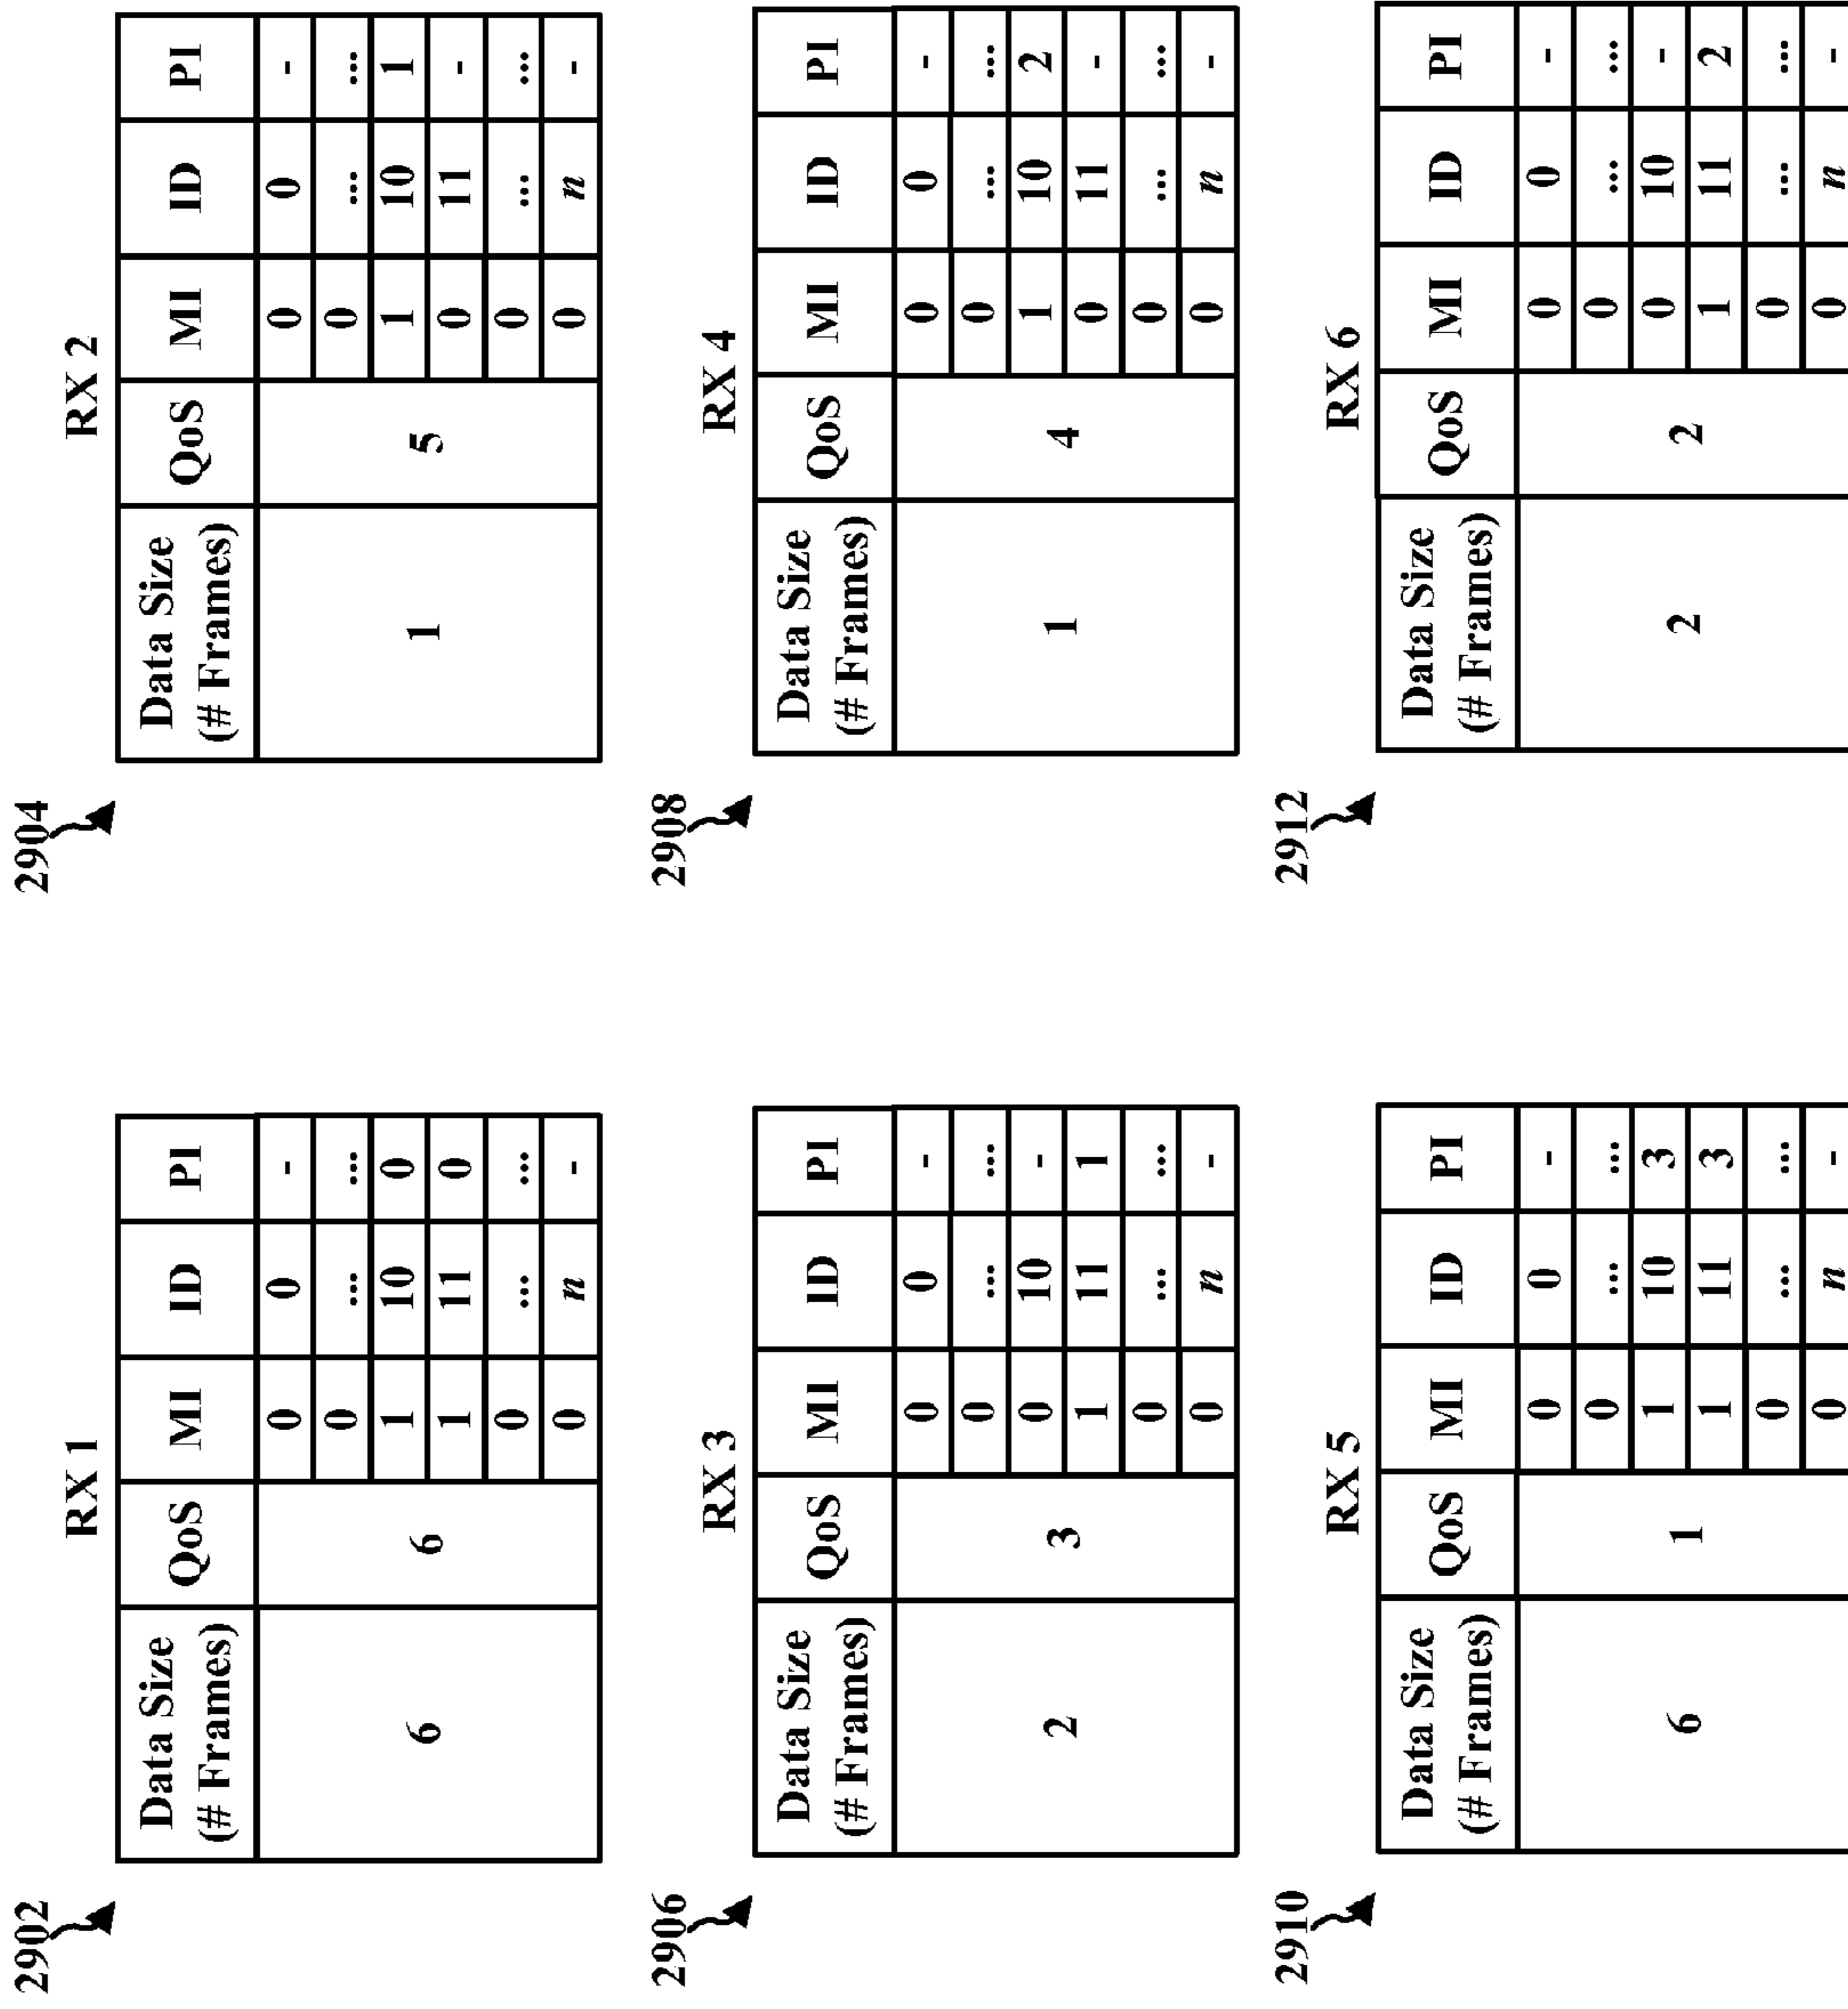 2902
RX 1
Data Size (# Frames) QoS MI ID PI
6 6
0 0 -
0 ... ...
1 10 0
1 11 0
0 ... ...
0 n -
2904
RX 2
Data Size (# Frames) QoS MI ID PI
1 5
0 0 -
0 ... ...
1 10 1
0 11 -
0 ... ...
0 n -
2906
RX 3
Data Size (# Frames) QoS MI ID PI
2 3
0 0 -
0 ... ...
0 10 -
1 11 1
0 ... ...
0 n -
2908
RX 4
Data Size (# Frames) QoS MI ID PI
1 4
0 0 -
0 ... ...
1 10 2
0 11 -
0 ... ...
0 n -
2910
RX 5
Data Size (# Frames) QoS MI ID PI
6 1
0 0 -
0 ... ...
1 10 3
1 11 3
0 ... ...
0 n -
2912
RX 6
Data Size (# Frames) QoS MI ID PI
2 2
0 0 -
0 ... ...
0 10 -
1 11 2
0 ... ...
0 n -